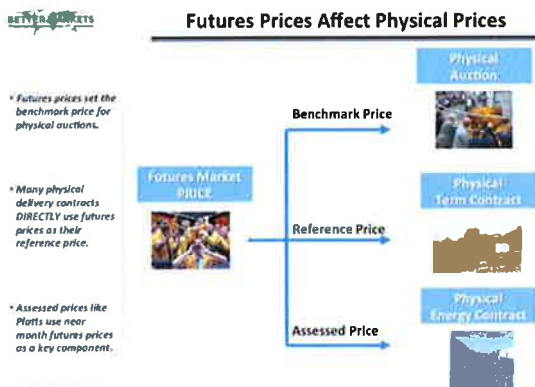 BETTER MARKETS
Futures Prices Affect Physical Prices
• Futures prices set the
benchmark price for
physical auctions.
• Many physical
delivery contracts
DIRECTLY use futures
prices as their
reference price.
• Assessed prices like
Platts use near
month futures prices
as a key component.
Futures Market
PRICE
Benchmark Price
Reference Price
Assessed Price
Physical
Auction
Physical
Term Contract
Physical
Energy Contract